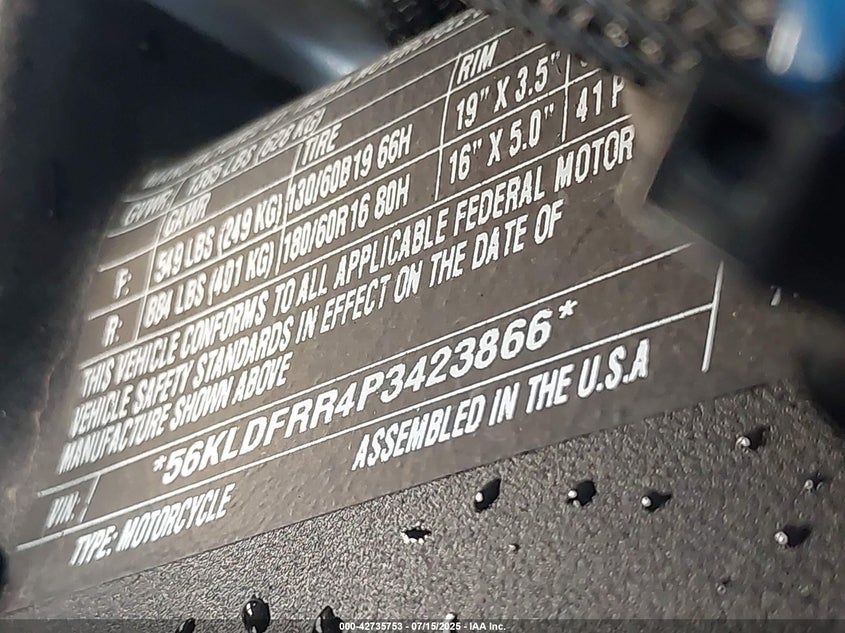 GVWR: 1385 LBS (628 KG)
GAWR TIRE RIM
F: 549 LBS (249 KG) 130/60B19 66H 19" X 3.5"
R: 884 LBS (401 KG) 180/60R16 80H 16" X 5.0" 41 P
THIS VEHICLE CONFORMS TO ALL APPLICABLE FEDERAL MOTOR
VEHICLE SAFETY STANDARDS IN EFFECT ON THE DATE OF
MANUFACTURE SHOWN ABOVE
VIN: *56KLDFRR4P3423866*
TYPE: MOTORCYCLE ASSEMBLED IN THE U.S.A
000-42735753 - 07/15/2025 - IAA Inc.